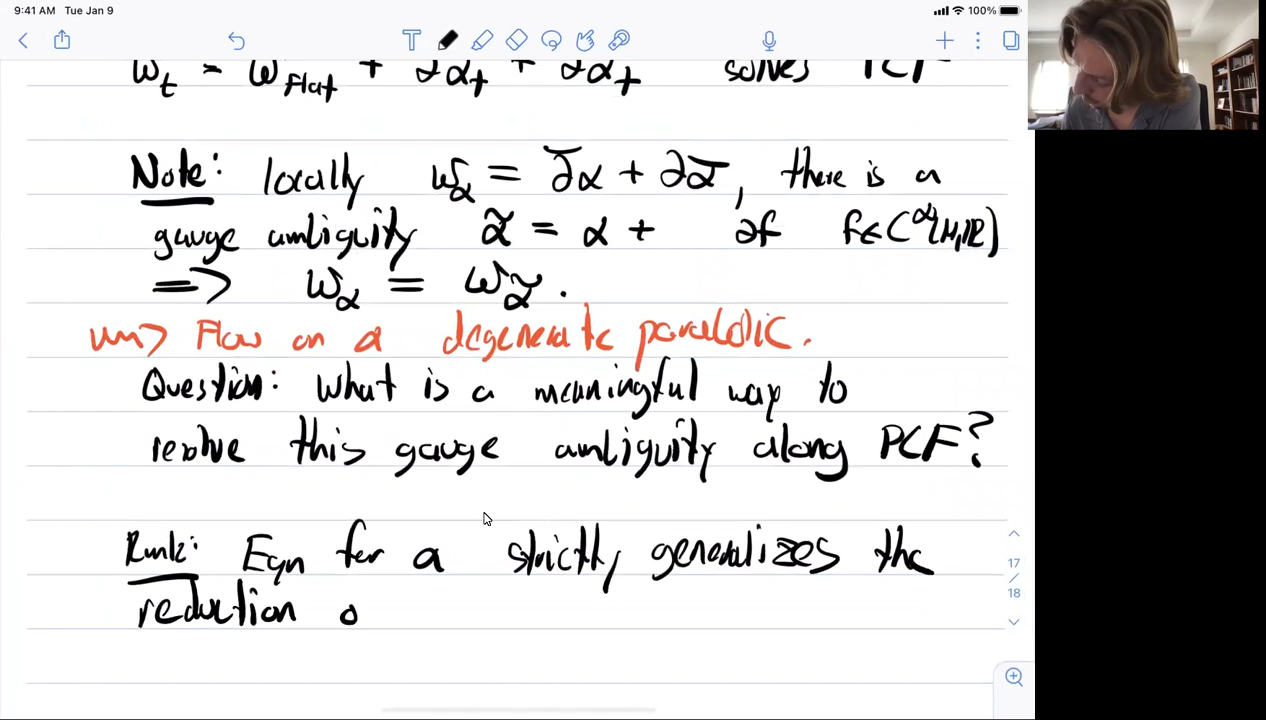 9:41 AM Tue Jan 9
100%
T
ω_t = ω_Flat + ∂̄α_t + ∂ᾱ_t solves PCF
Note: locally ω_α = ∂̄α + ∂ᾱ, there is a
gauge ambiguity α̃ = α + ∂f f ∈ C^∞(M, ℝ)
=> ω_α = ω_α̃.
~~> Flow on α degenerate parabolic.
Question: What is a meaningful way to
resolve this gauge ambiguity along PCF?
Rmk: Eqn for α strictly generalizes the
reduction o
17
/
18